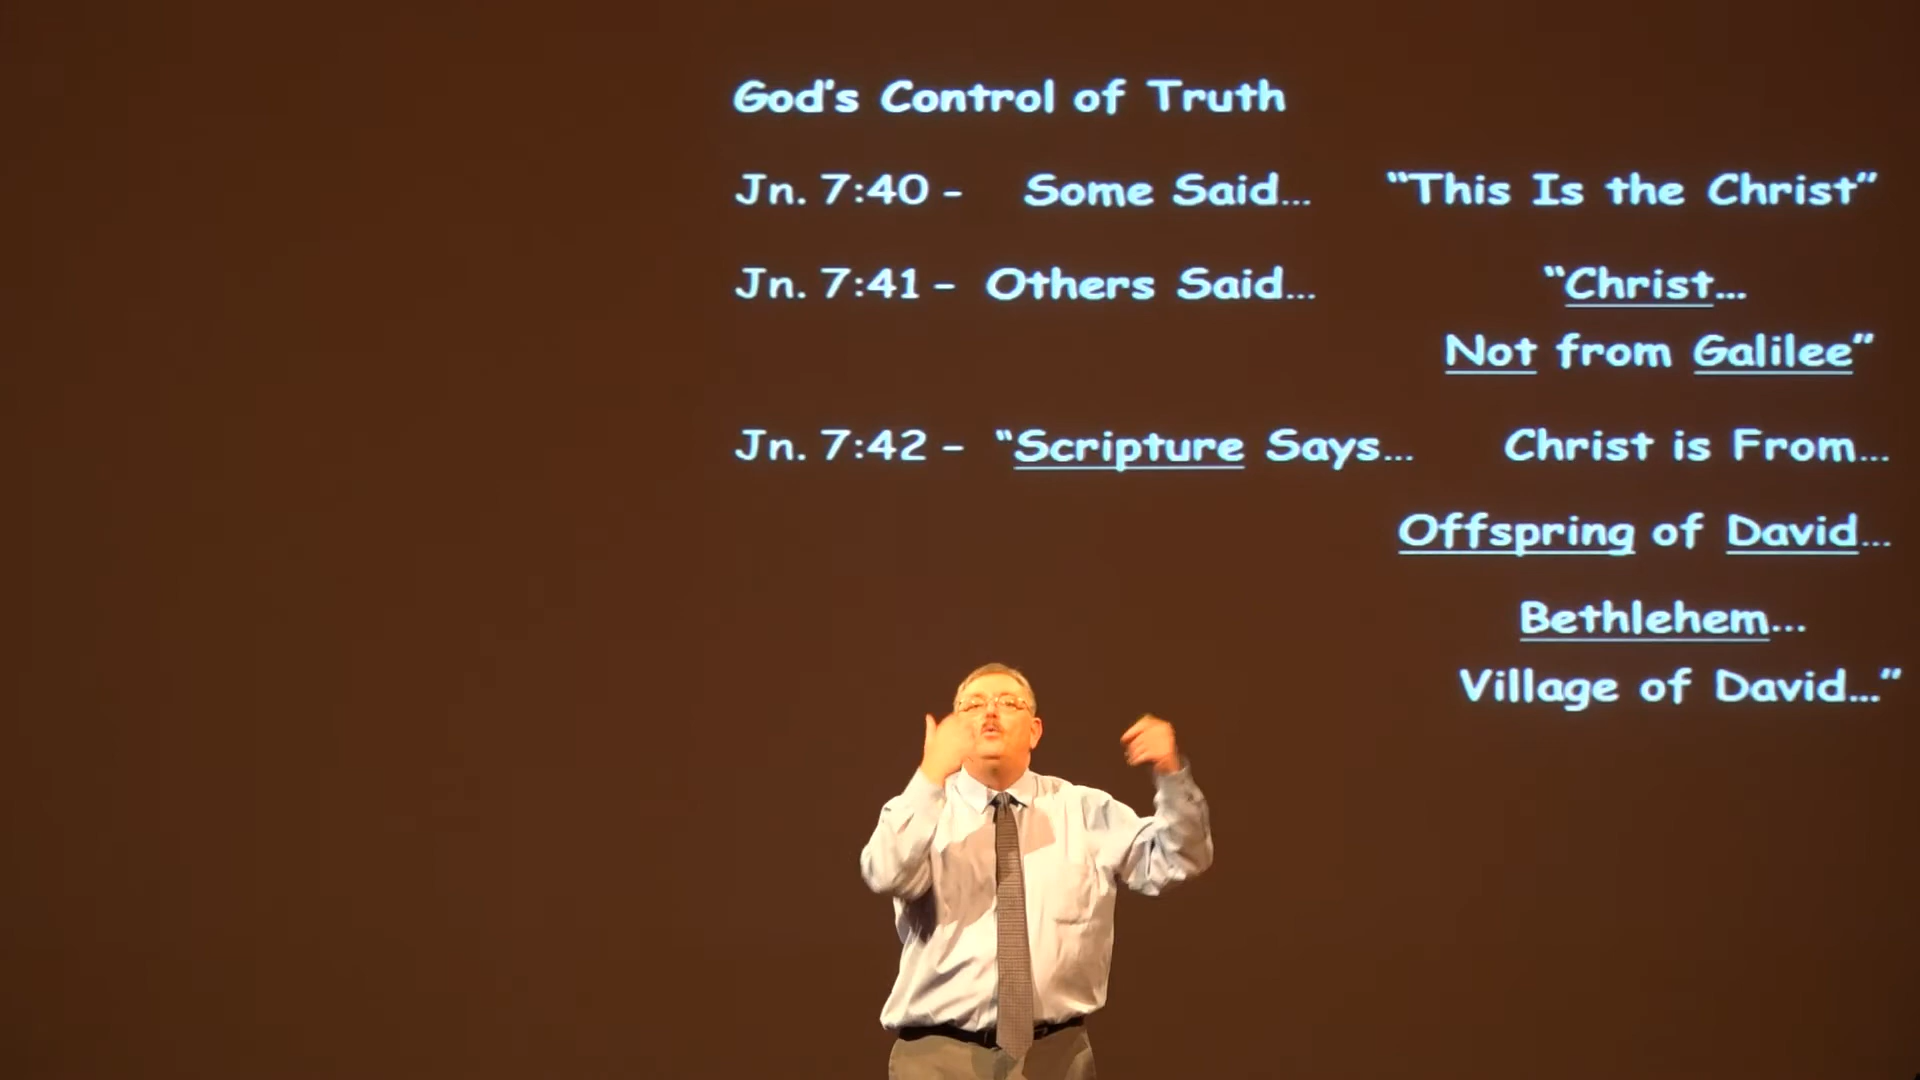 God's Control of Truth
Jn. 7:40 - Some Said... "This Is the Christ"
Jn. 7:41 - Others Said... "Christ...
Not from Galilee"
Jn. 7:42 - "Scripture Says... Christ is From...
Offspring of David...
Bethlehem...
Village of David..."